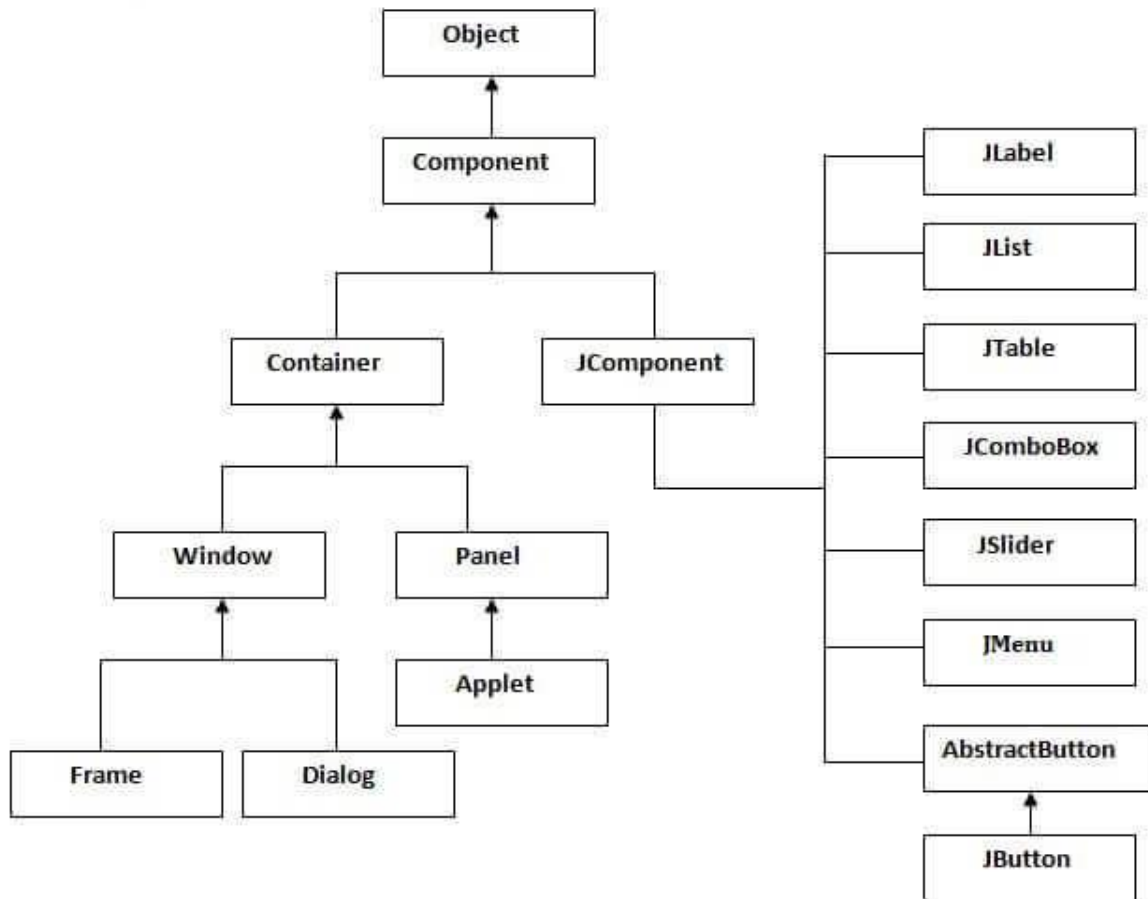 Object
Component
Container
JComponent
Window
Panel
Applet
Frame
Dialog
JLabel
JList
JTable
JComboBox
JSlider
JMenu
AbstractButton
JButton